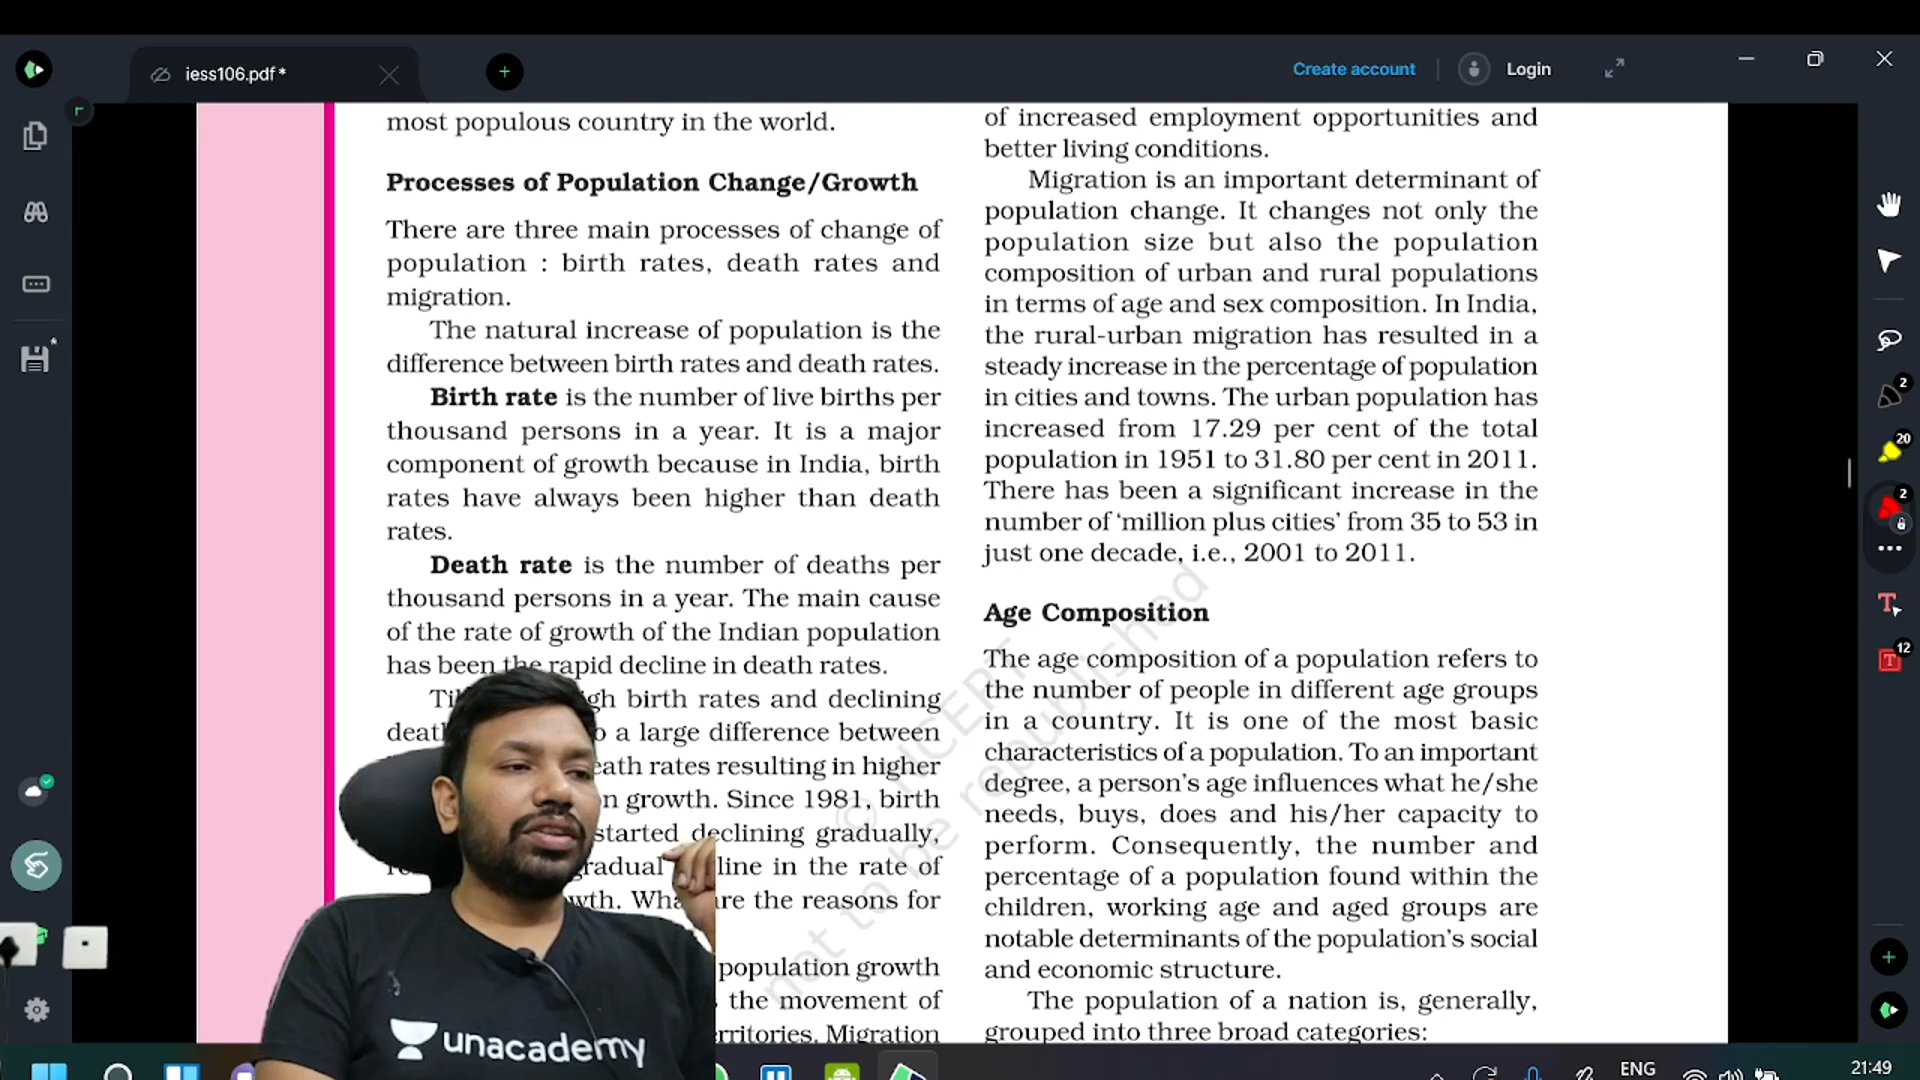 iess106.pdf*
Create account
Login
most populous country in the world.
Processes of Population Change/Growth
There are three main processes of change of
population : birth rates, death rates and
migration.
The natural increase of population is the
difference between birth rates and death rates.
Birth rate is the number of live births per
thousand persons in a year. It is a major
component of growth because in India, birth
rates have always been higher than death
rates.
Death rate is the number of deaths per
thousand persons in a year. The main cause
of the rate of growth of the Indian population
has been the rapid decline in death rates.
birth rates and declining
a large difference between
rates resulting in higher
growth. Since 1981, birth
started declining gradually,
gradual in the rate of
the reasons for
population growth
the movement of
Migration
of increased employment opportunities and
better living conditions.
Migration is an important determinant of
population change. It changes not only the
population size but also the population
composition of urban and rural populations
in terms of age and sex composition. In India,
the rural-urban migration has resulted in a
steady increase in the percentage of population
in cities and towns. The urban population has
increased from 17.29 per cent of the total
population in 1951 to 31.80 per cent in 2011.
There has been a significant increase in the
number of ‘million plus cities’ from 35 to 53 in
just one decade, i.e., 2001 to 2011.
Age Composition
The age composition of a population refers to
the number of people in different age groups
in a country. It is one of the most basic
characteristics of a population. To an important
degree, a person’s age influences what he/she
needs, buys, does and his/her capacity to
perform. Consequently, the number and
percentage of a population found within the
children, working age and aged groups are
notable determinants of the population’s social
and economic structure.
The population of a nation is, generally,
grouped into three broad categories:
© NCERT
not to be republished
2
20
2
T
T 12
unacademy
ENG
21:49